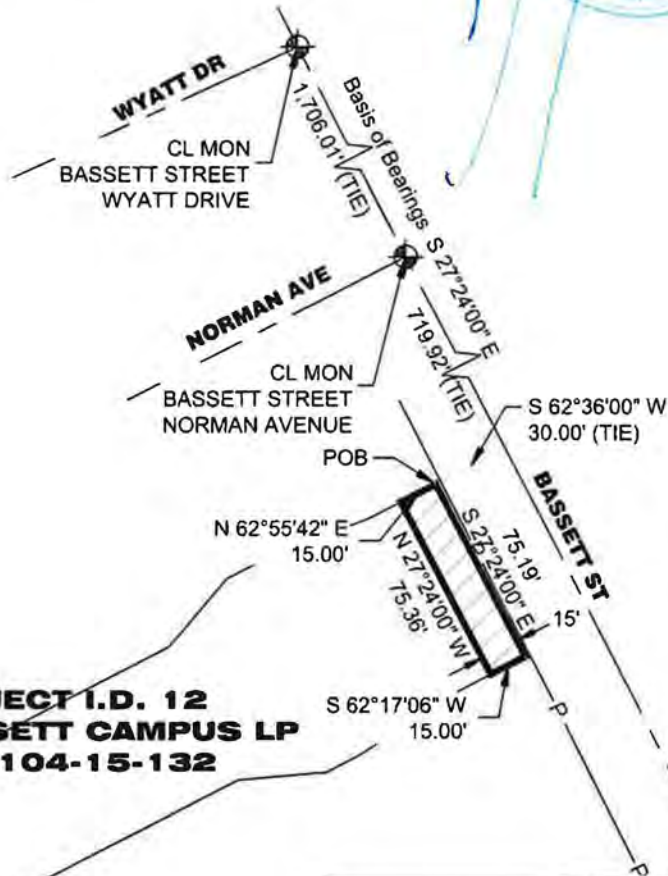 WYATT DR
CL MON
BASSETT STREET
WYATT DRIVE
1,706.01' (TIE)
Basis of Bearings S 27°24'00" E
NORMAN AVE
CL MON
BASSETT STREET
NORMAN AVENUE
719.92' (TIE)
S 62°36'00" W
30.00' (TIE)
POB
BASSETT ST
N 62°55'42" E
15.00'
75.19'
S 27°24'00" E
N 27°24'00" W
75.36'
15'
S 62°17'06" W
15.00'
JECT I.D. 12
SETT CAMPUS LP
104-15-132
P
P